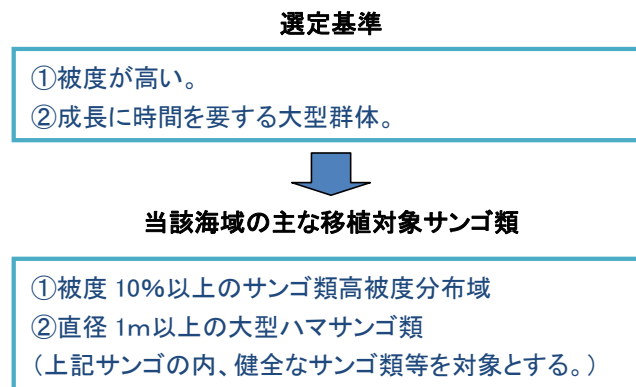 選定基準
①被度が高い。
②成長に時間を要する大型群体。
当該海域の主な移植対象サンゴ類
①被度 10%以上のサンゴ類高被度分布域
②直径 1m以上の大型ハマサンゴ類
（上記サンゴの内、健全なサンゴ類等を対象とする。）